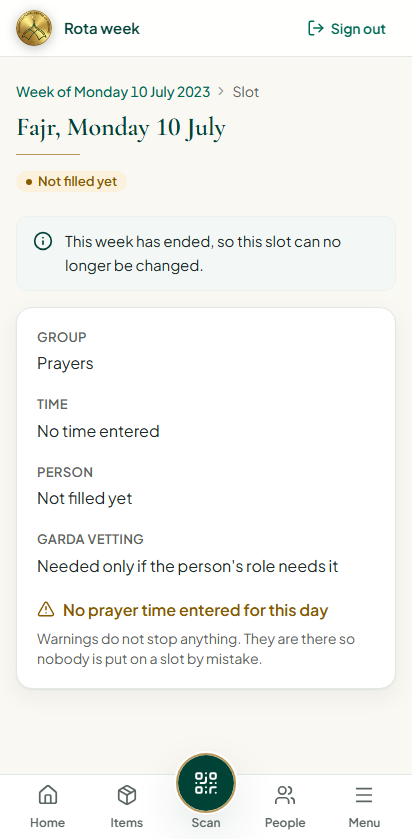 Rota week
Sign out
Week of Monday 10 July 2023 > Slot
Fajr, Monday 10 July
Not filled yet
This week has ended, so this slot can no
longer be changed.
GROUP
Prayers
TIME
No time entered
PERSON
Not filled yet
GARDA VETTING
Needed only if the person's role needs it
No prayer time entered for this day
Warnings do not stop anything. They are there so
nobody is put on a slot by mistake.
Home
Items
Scan
People
Menu